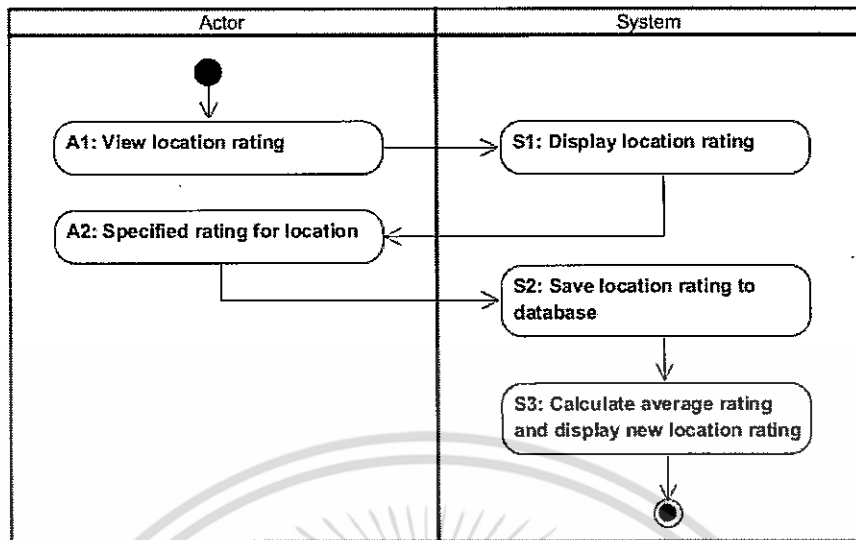 Actor
System
A1: View location rating
S1: Display location rating
A2: Specified rating for location
S2: Save location rating to
database
S3: Calculate average rating
and display new location rating